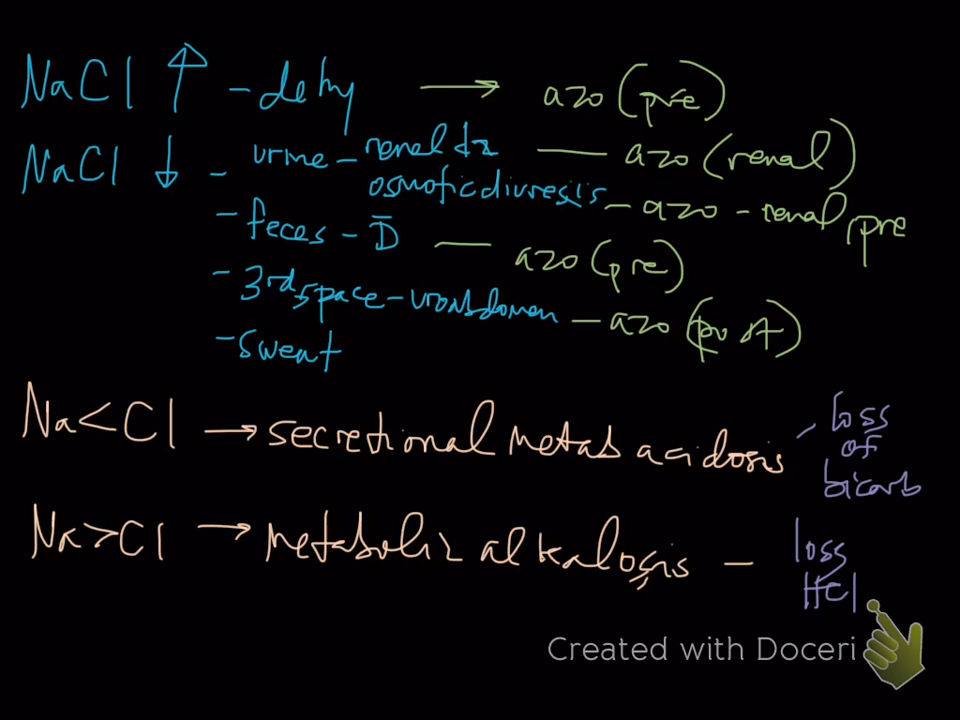 NaCl ↑ - dehy → azo (pre)
NaCl ↓ - urine - renal dz — azo (renal)
osmotic diuresis - azo - renal, pre
- feces - D — azo (pre)
- 3rd space - - azo (
- sweat
Na < Cl → secretional metab acidosis - loss of bicarb
Na > Cl → metabolic alkalosis - loss HCl
Created with Doceri